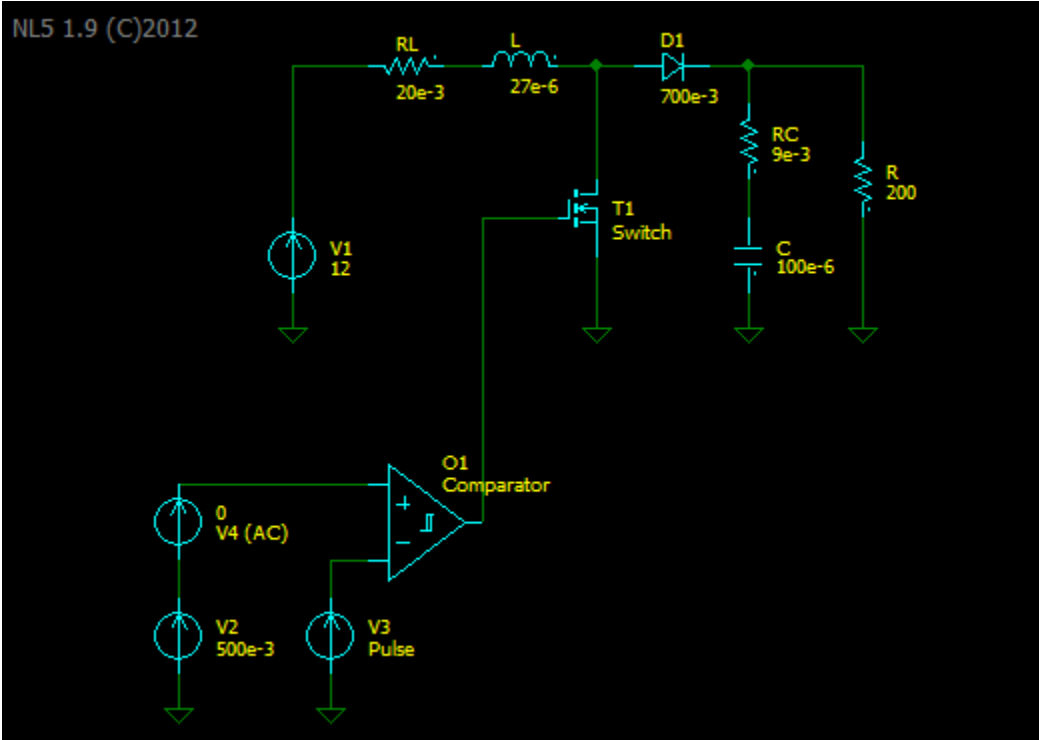 NL5 1.9 (C)2012
RL
20e-3
L
27e-6
D1
700e-3
RC
9e-3
R
200
T1
Switch
V1
12
C
100e-6
O1
Comparator
+
−
0
V4 (AC)
V2
500e-3
V3
Pulse